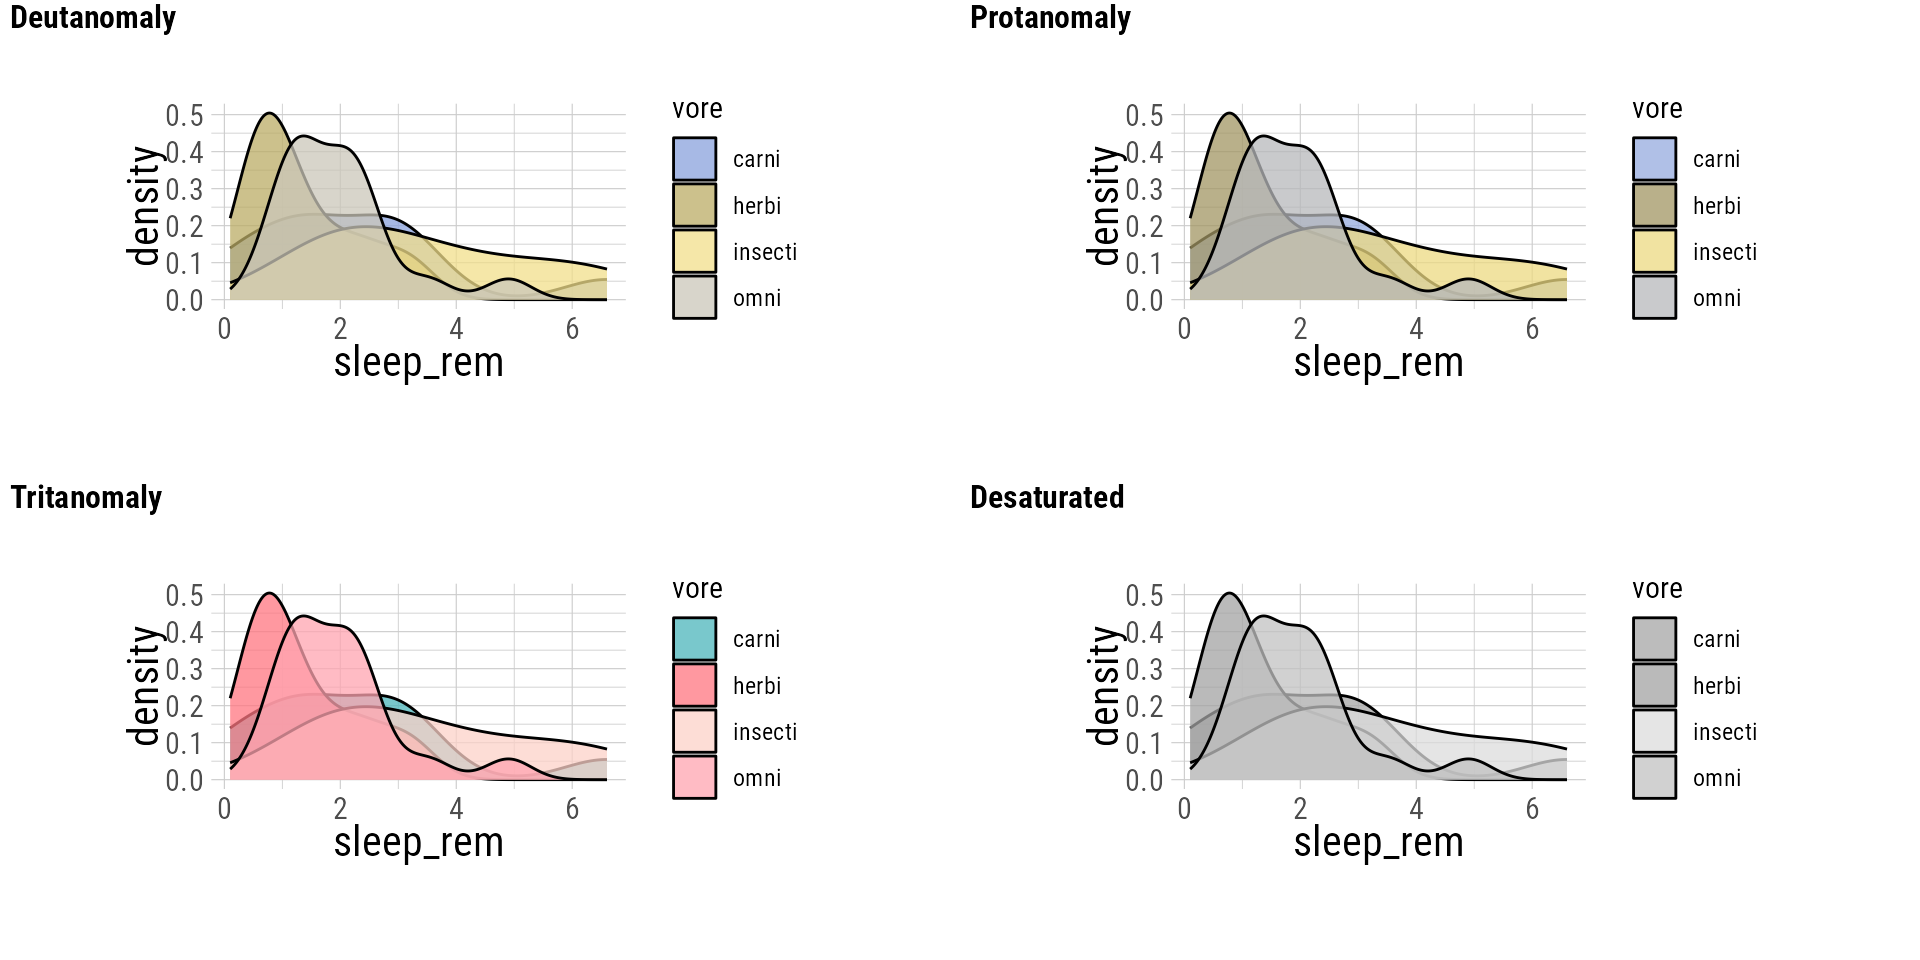 Deutanomaly
density
0.5
0.4
0.3
0.2
0.1
0.0
0 2 4 6
sleep_rem
vore
carni
herbi
insecti
omni
Protanomaly
density
0.5
0.4
0.3
0.2
0.1
0.0
0 2 4 6
sleep_rem
vore
carni
herbi
insecti
omni
Tritanomaly
density
0.5
0.4
0.3
0.2
0.1
0.0
0 2 4 6
sleep_rem
vore
carni
herbi
insecti
omni
Desaturated
density
0.5
0.4
0.3
0.2
0.1
0.0
0 2 4 6
sleep_rem
vore
carni
herbi
insecti
omni